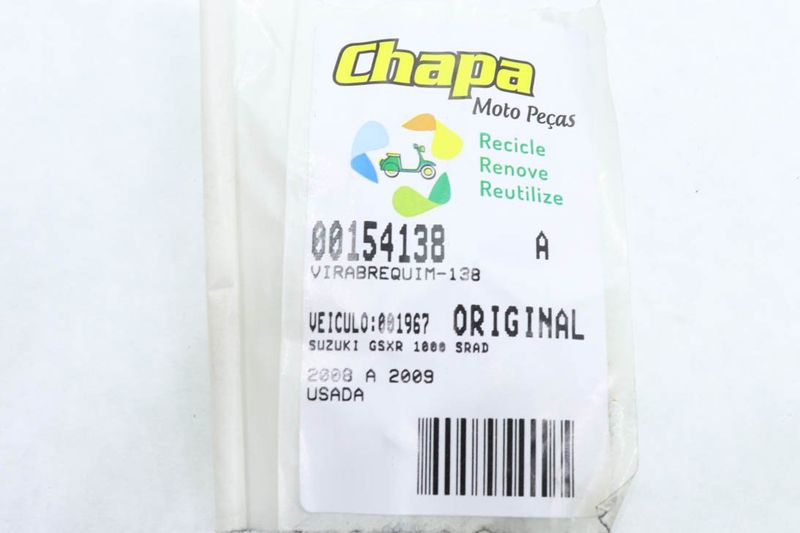 Chapa
Moto Peças
Recicle
Renove
Reutilize
00154138 A
VIRABREQUIM-138
VEICULO:001967 ORIGINAL
SUZUKI GSXR 1000 SRAD
2008 A 2009
USADA